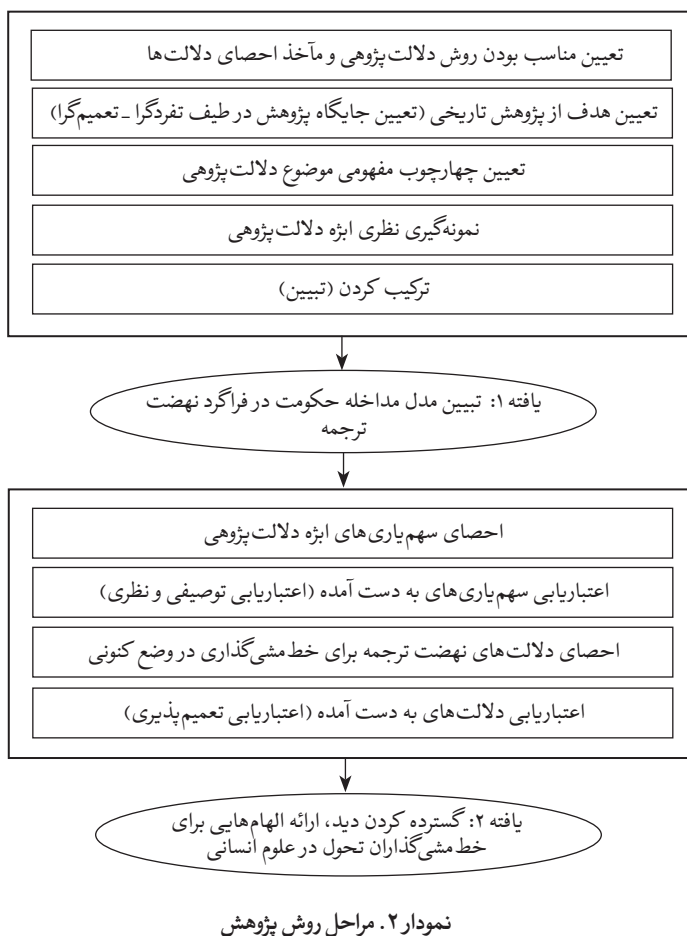 تعیین مناسب بودن روش دلالت‌پژوهی و مآخذ احصای دلالت‌ها
تعیین هدف از پژوهش تاریخی (تعیین جایگاه پژوهش در طیف تفردگرا ـ تعمیم‌گرا)
تعیین چهارچوب مفهومی موضوع دلالت‌پژوهی
نمونه‌گیری نظری ابژه دلالت‌پژوهی
ترکیب کردن (تبیین)
یافته ۱: تبیین مدل مداخله حکومت در فراگرد نهضت
ترجمه
احصای سهم‌یاری‌های ابژه دلالت‌پژوهی
اعتباریابی سهم‌یاری‌های به دست آمده (اعتباریابی توصیفی و نظری)
احصای دلالت‌های نهضت ترجمه برای خط‌مشی‌گذاری در وضع کنونی
اعتباریابی دلالت‌های به دست آمده (اعتباریابی تعمیم‌پذیری)
یافته ۲: گسترده کردن دید، ارائه الهام‌هایی برای
خط‌مشی‌گذاران تحول در علوم انسانی
نمودار ۲. مراحل روش پژوهش